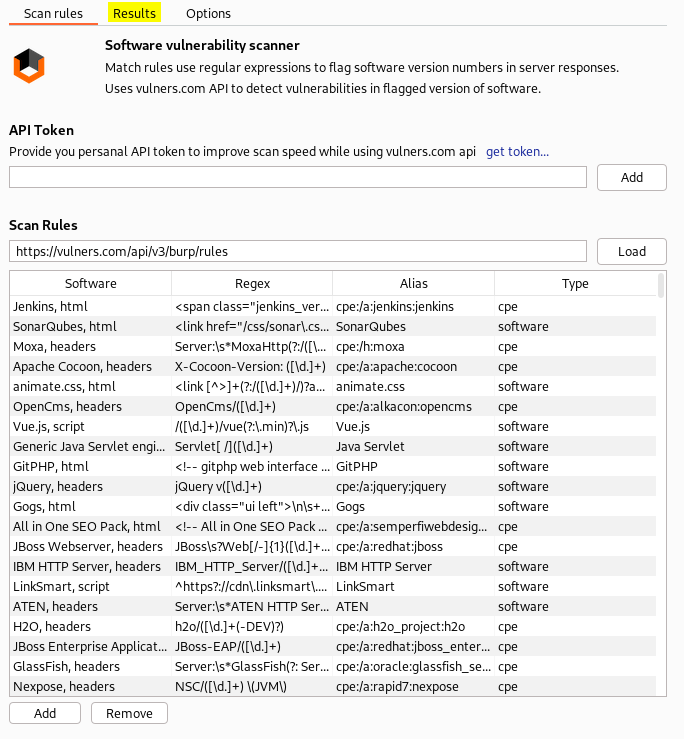 Scan rules Results Options
Software vulnerability scanner
Match rules use regular expressions to flag software version numbers in server responses.
Uses vulners.com API to detect vulnerabilities in flagged version of software.
API Token
Provide you persanal API token to improve scan speed while using vulners.com api get token...
Add
Scan Rules
https://vulners.com/api/v3/burp/rules Load
Software Regex Alias Type
Jenkins, html <span class="jenkins_ver... cpe:/a:jenkins:jenkins cpe
SonarQubes, html <link href="/css/sonar\.cs... SonarQubes software
Moxa, headers Server:\s*MoxaHttp(?:/([\... cpe:/h:moxa cpe
Apache Cocoon, headers X-Cocoon-Version: ([\d.]+) cpe:/a:apache:cocoon cpe
animate.css, html <link [^>]+(?:/([\d.]+)/)?a... animate.css software
OpenCms, headers OpenCms/([\d.]+) cpe:/a:alkacon:opencms cpe
Vue.js, script /([\d.]+)/vue(?:\.min)?\.js Vue.js software
Generic Java Servlet engi... Servlet[ /]([\d.]+) Java Servlet software
GitPHP, html <!-- gitphp web interface ... GitPHP software
jQuery, headers jQuery v([\d.]+) cpe:/a:jquery:jquery cpe
Gogs, html <div class="ui left">\n\s+... Gogs software
All in One SEO Pack, html <!-- All in One SEO Pack ... cpe:/a:semperfiwebdesig... cpe
JBoss Webserver, headers JBoss\s?Web[/-]{1}([\d.]+... cpe:/a:redhat:jboss cpe
IBM HTTP Server, headers IBM_HTTP_Server/([\d.]+... IBM HTTP Server software
LinkSmart, script ^https?://cdn\.linksmart\.... LinkSmart software
ATEN, headers Server:\s*ATEN HTTP Ser... ATEN software
H2O, headers h2o/([\d.]+(-DEV)?) cpe:/a:h2o_project:h2o cpe
JBoss Enterprise Applicat... JBoss-EAP/([\d.]+) cpe:/a:redhat:jboss_enter... cpe
GlassFish, headers Server:\s*GlassFish(?: Ser... cpe:/a:oracle:glassfish_se... cpe
Nexpose, headers NSC/([\d.]+) \(JVM\) cpe:/a:rapid7:nexpose cpe
Add Remove